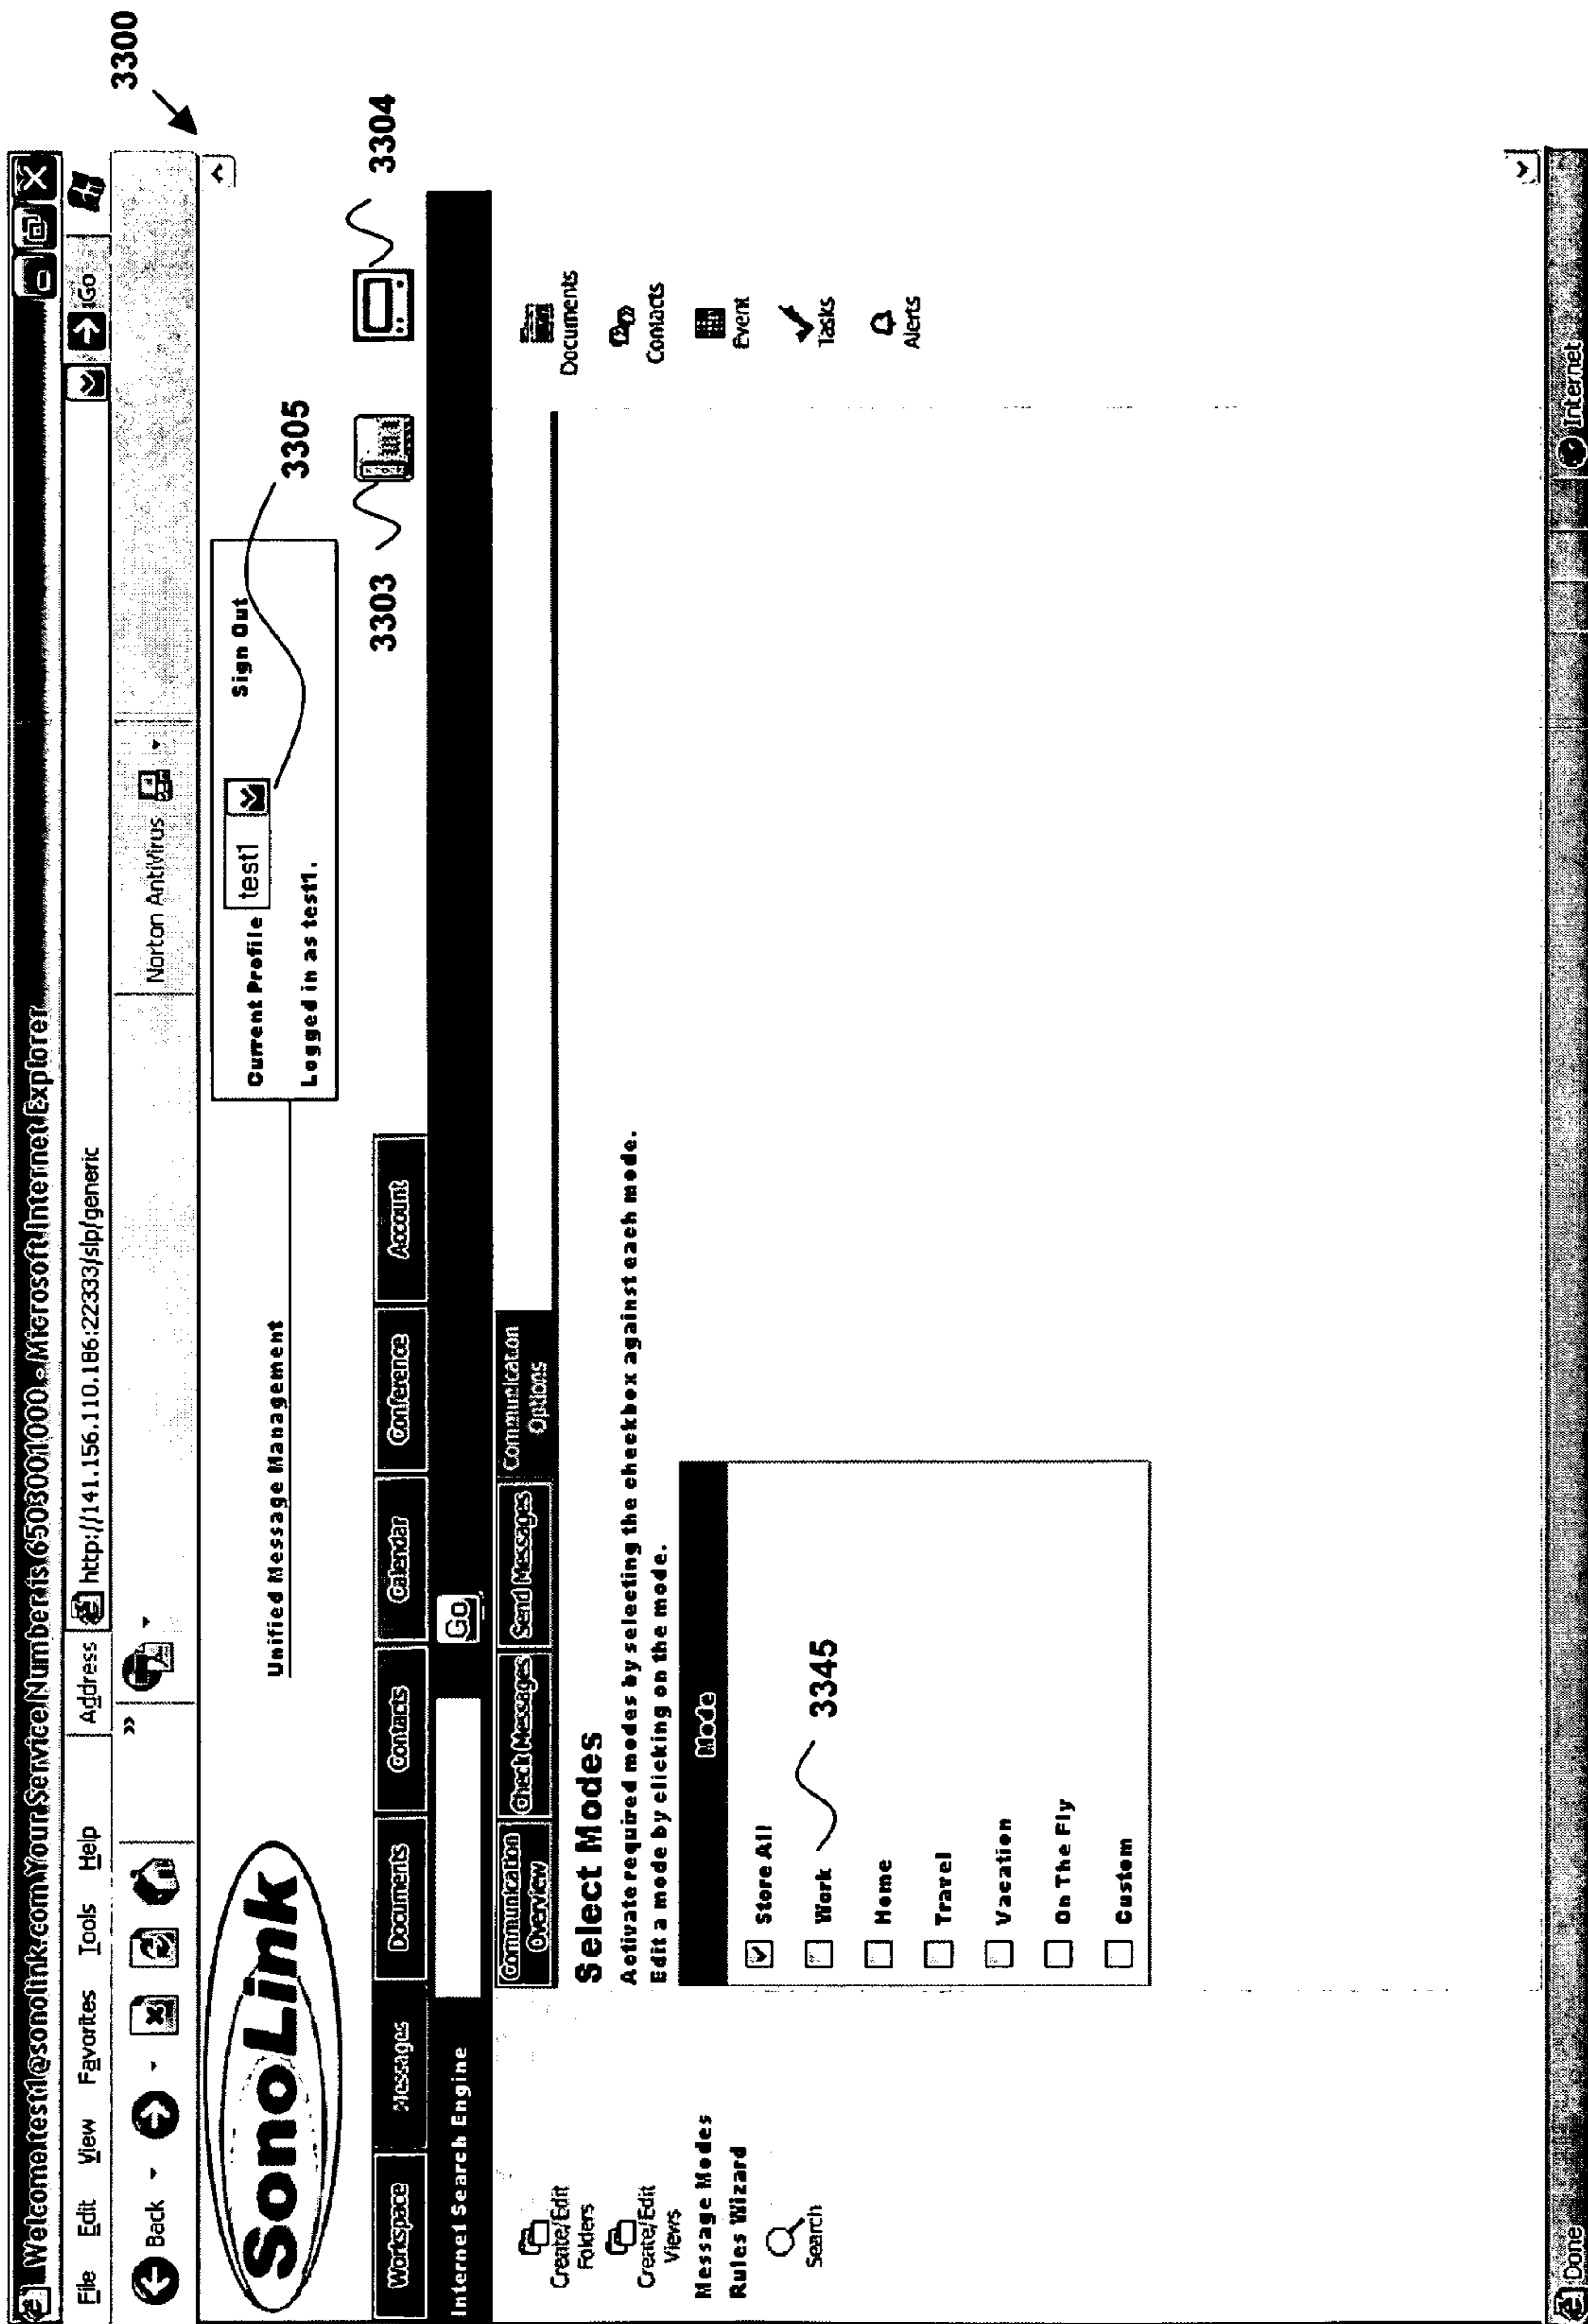 Welcome test1@sonolink.com Your Service Number is 6503001000 - Microsoft Internet Explorer
File Edit View Favorites Tools Help Address http://141.156.110.186:22333/slp/generic Go
Back » Norton AntiVirus
3300
SonoLink
Unified Message Management
Current Profile test1 Sign Out
Logged in as test1.
3305
3303
3304
Workspace Messages Documents Contacts Calendar Conference Account
Internet Search Engine Go
Communication Overview Check Messages Send Messages Communication Options
Create/Edit
Folders
Create/Edit
Views
Message Modes
Rules Wizard
Search
Select Modes
Activate required modes by selecting the checkbox against each mode.
Edit a mode by clicking on the mode.
Mode
Store All
Work
3345
Home
Travel
Vacation
On The Fly
Custom
Documents
Contacts
Event
Tasks
Alerts
Done Internet